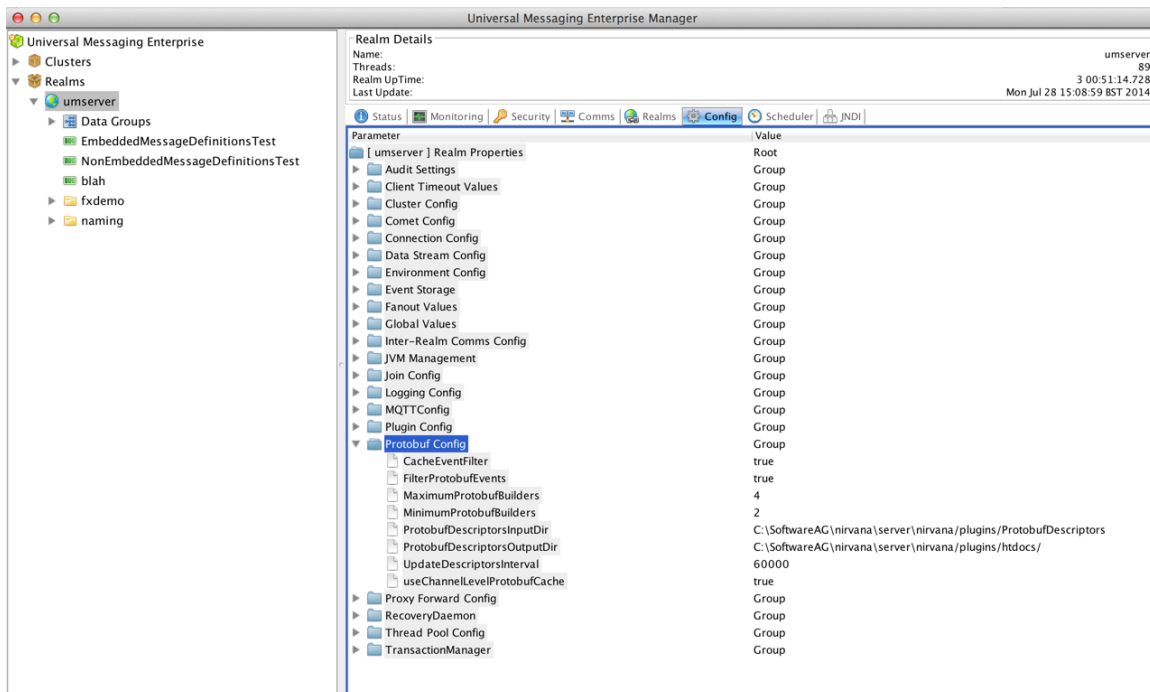 Universal Messaging Enterprise Manager
Universal Messaging Enterprise
Clusters
Realms
umserver
Data Groups
EmbeddedMessageDefinitionsTest
NonEmbeddedMessageDefinitionsTest
blah
fxdemo
naming
Realm Details
Name: umserver
Threads: 89
Realm UpTime: 3 00:51:14.728
Last Update: Mon Jul 28 15:08:59 BST 2014
Status Monitoring Security Comms Realms Config Scheduler JNDI
Parameter Value
[ umserver ] Realm Properties Root
Audit Settings Group
Client Timeout Values Group
Cluster Config Group
Comet Config Group
Connection Config Group
Data Stream Config Group
Environment Config Group
Event Storage Group
Fanout Values Group
Global Values Group
Inter-Realm Comms Config Group
JVM Management Group
Join Config Group
Logging Config Group
MQTTConfig Group
Plugin Config Group
Protobuf Config Group
CacheEventFilter true
FilterProtobufEvents true
MaximumProtobufBuilders 4
MinimumProtobufBuilders 2
ProtobufDescriptorsInputDir C:\SoftwareAG\nirvana\server\nirvana/plugins/ProtobufDescriptors
ProtobufDescriptorsOutputDir C:\SoftwareAG\nirvana\server\nirvana/plugins/htdocs/
UpdateDescriptorsInterval 60000
useChannelLevelProtobufCache true
Proxy Forward Config Group
RecoveryDaemon Group
Thread Pool Config Group
TransactionManager Group